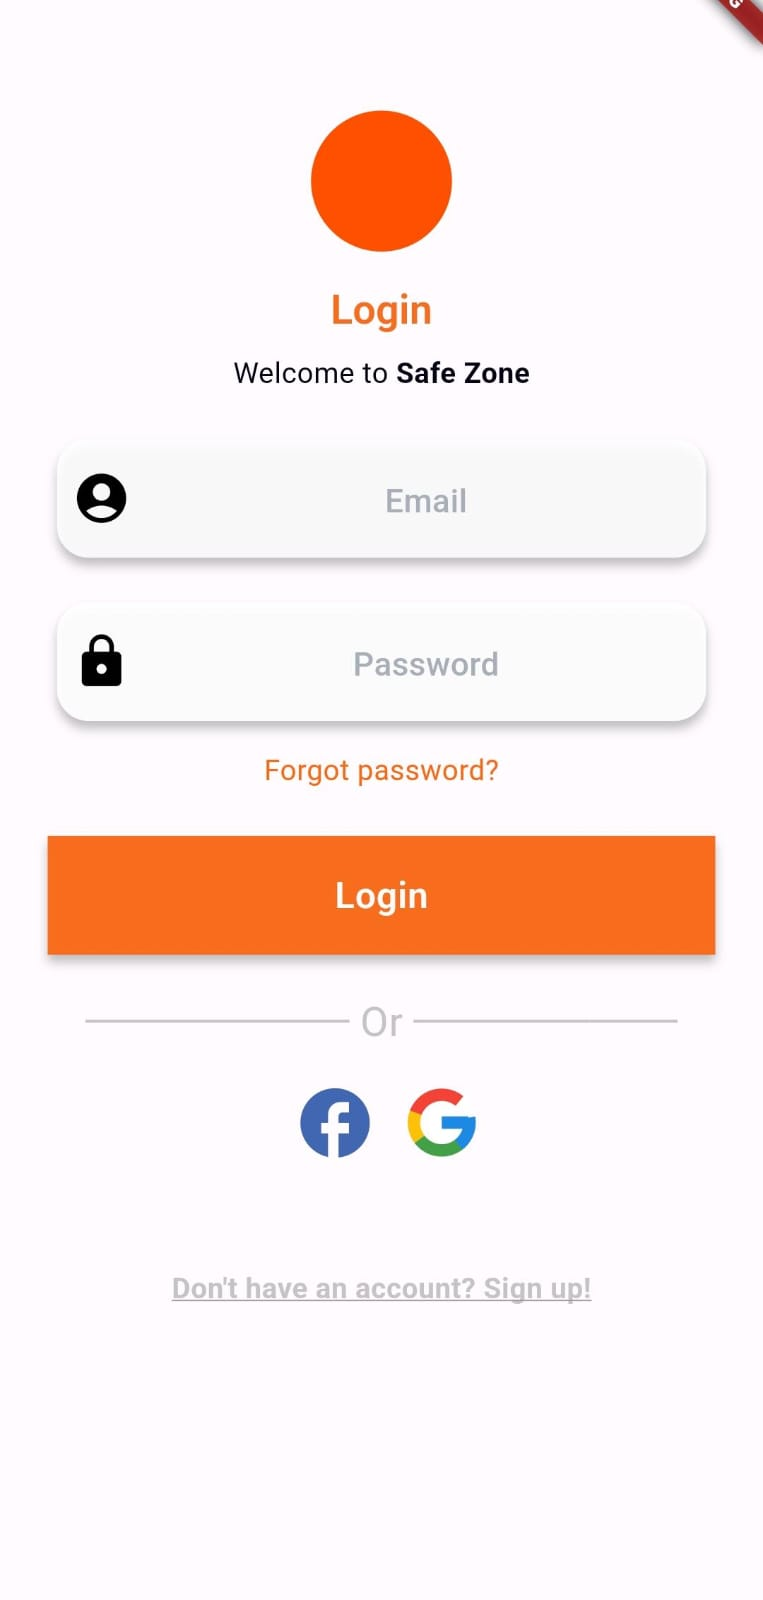 Login
Welcome to Safe Zone
Email
Password
Forgot password?
Login
Or
Don't have an account? Sign up!